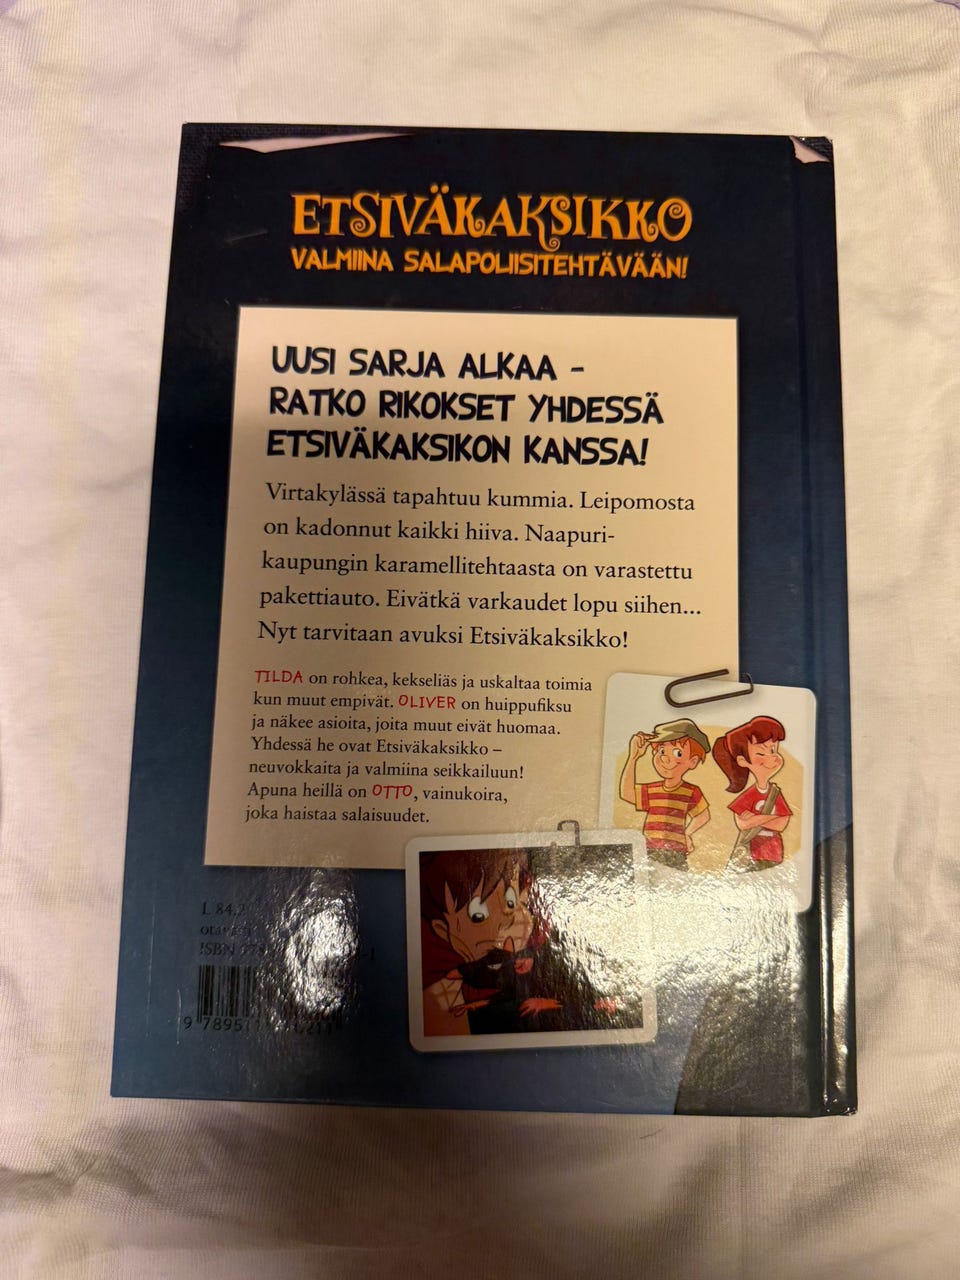 ETSIVÄKAKSIKKO
VALMIINA SALAPOLIISITEHTÄVÄÄN!
UUSI SARJA ALKAA –
RATKO RIKOKSET YHDESSÄ
ETSIVÄKAKSIKON KANSSA!
Virtakylässä tapahtuu kummia. Leipomosta
on kadonnut kaikki hiiva. Naapuri-
kaupungin karamellitehtaasta on varastettu
pakettiauto. Eivätkä varkaudet lopu siihen...
Nyt tarvitaan avuksi Etsiväkaksikko!
TILDA on rohkea, kekseliäs ja uskaltaa toimia
kun muut empivät. OLIVER on huippufiksu
ja näkee asioita, joita muut eivät huomaa.
Yhdessä he ovat Etsiväkaksikko –
neuvokkaita ja valmiina seikkailuun!
Apuna heillä on OTTO, vainukoira,
joka haistaa salaisuudet.
L 84.2
ISBN